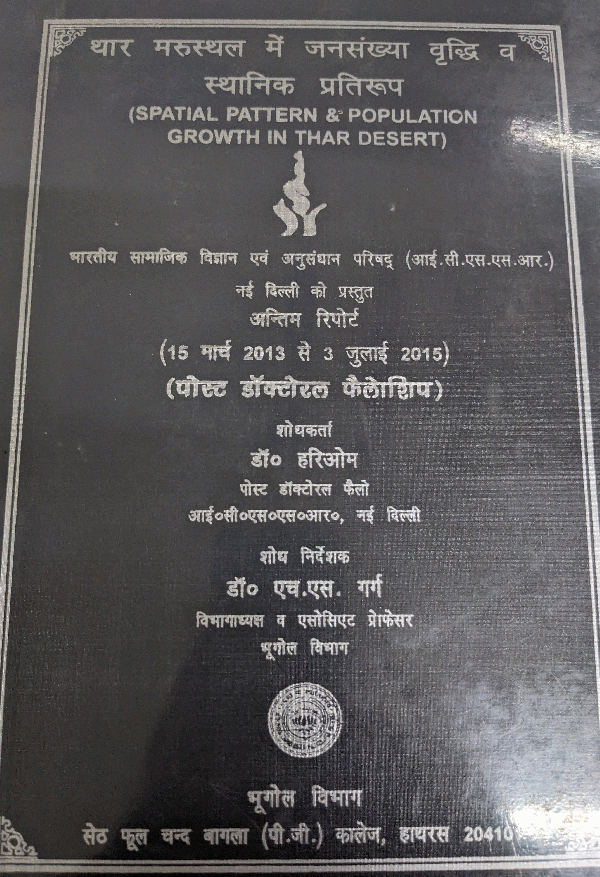 थार मरुस्थल में जनसंख्या वृद्धि व
स्थानिक प्रतिरूप
(SPATIAL PATTERN & POPULATION
GROWTH IN THAR DESERT)
भारतीय सामाजिक विज्ञान एवं अनुसंधान परिषद् (आई.सी.एस.एस.आर.)
नई दिल्ली को प्रस्तुत
अन्तिम रिपोर्ट
(15 मार्च 2013 से 3 जुलाई 2015)
(पोस्ट डॉक्टोरल फैलोशिप)
शोधकर्ता
डॉ० हरिओम
पोस्ट डॉक्टोरल फैलो
आई०सी०एस०एस०आर०, नई दिल्ली
शोध निर्देशक
डॉ० एच.एस. गर्ग
विभागाध्यक्ष व एसोसिएट प्रोफेसर
भूगोल विभाग
भूगोल विभाग
सेठ फूल चन्द बागला (पी.जी.) कालेज, हाथरस 20410